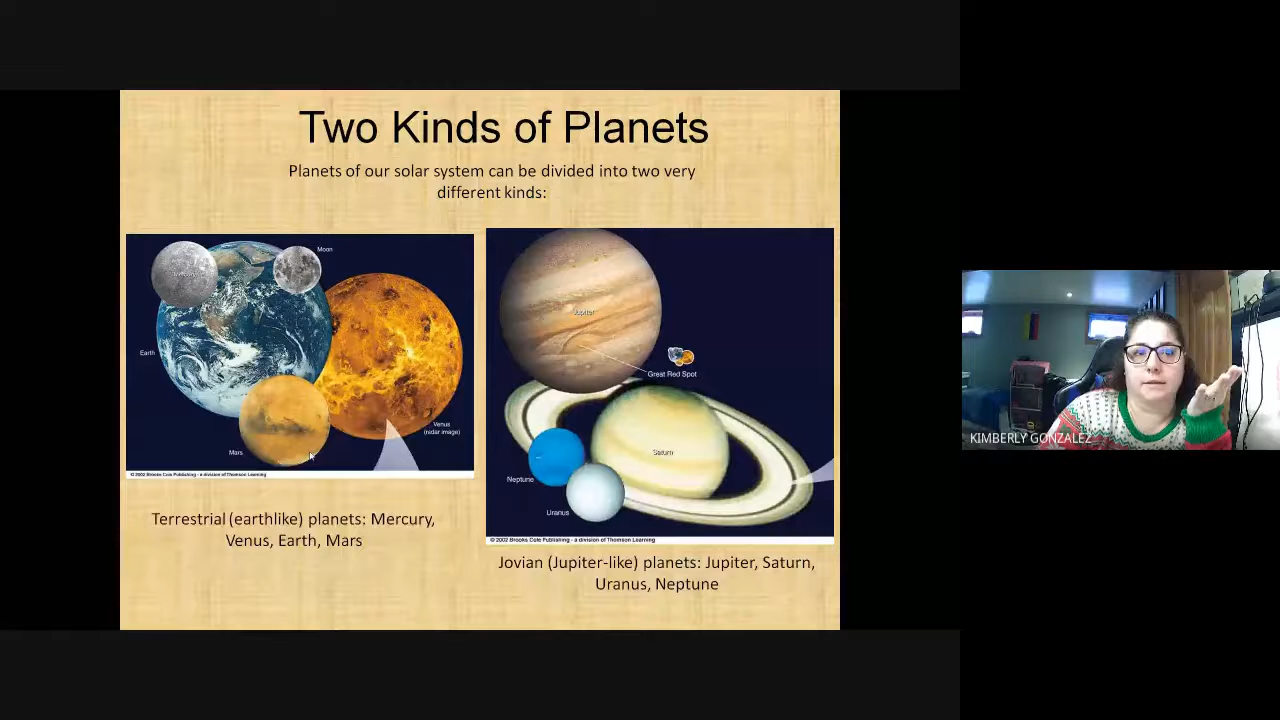 Two Kinds of Planets
Planets of our solar system can be divided into two very
different kinds:
Mercury
Moon
Earth
Mars
Venus
(radar image)
© 2002 Brooks Cole Publishing - a division of Thomson Learning
Terrestrial (earthlike) planets: Mercury,
Venus, Earth, Mars
Jupiter
Great Red Spot
Saturn
Neptune
Uranus
© 2002 Brooks Cole Publishing - a division of Thomson Learning
Jovian (Jupiter-like) planets: Jupiter, Saturn,
Uranus, Neptune
KIMBERLY GONZALEZ